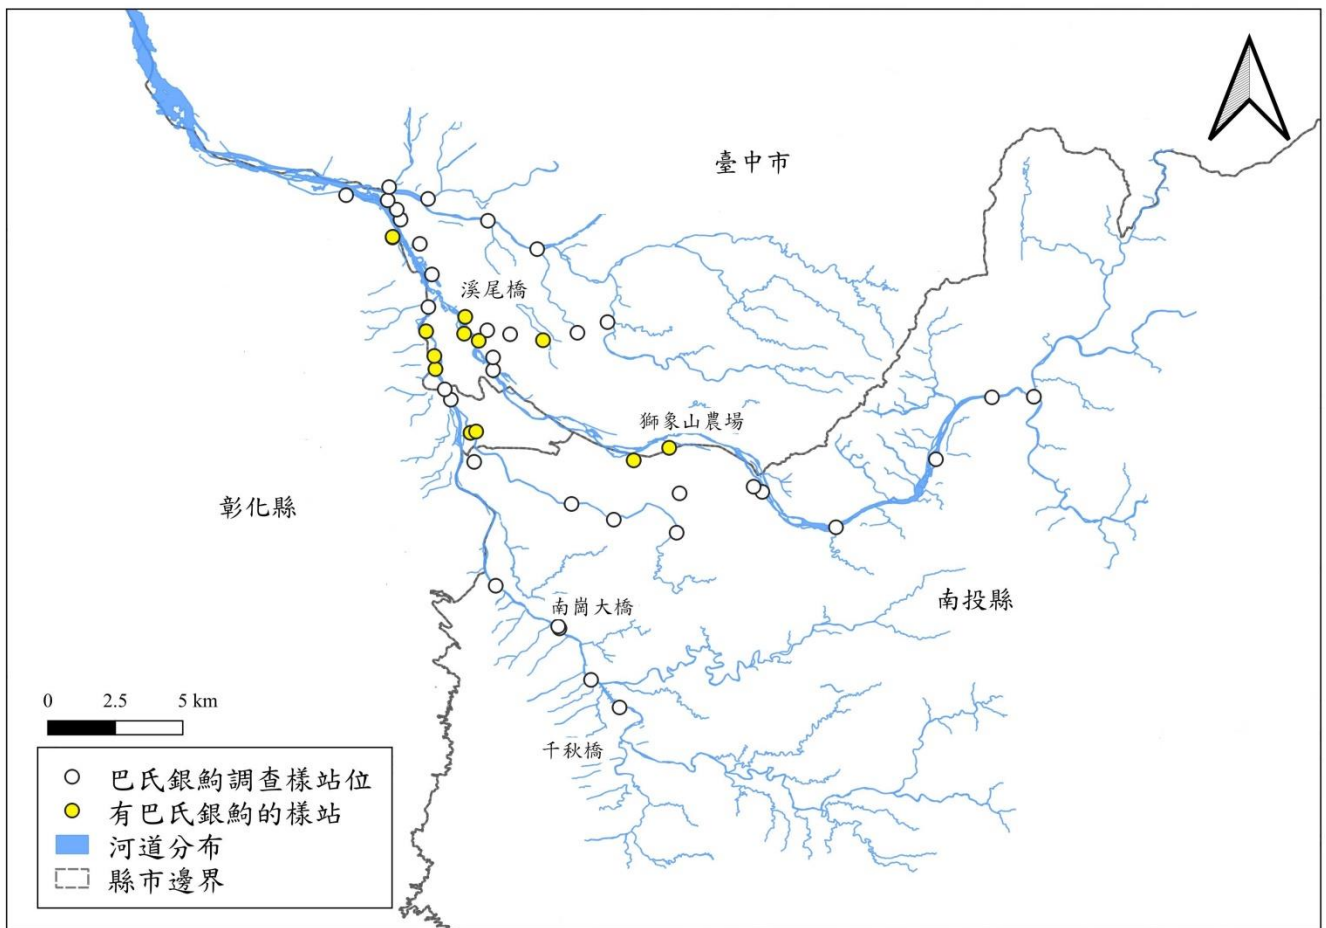 臺中市
溪尾橋
獅象山農場
彰化縣
南投縣
南崗大橋
千秋橋
0 2.5 5 km
巴氏銀鮈調查樣站位
有巴氏銀鮈的樣站
河道分布
縣市邊界